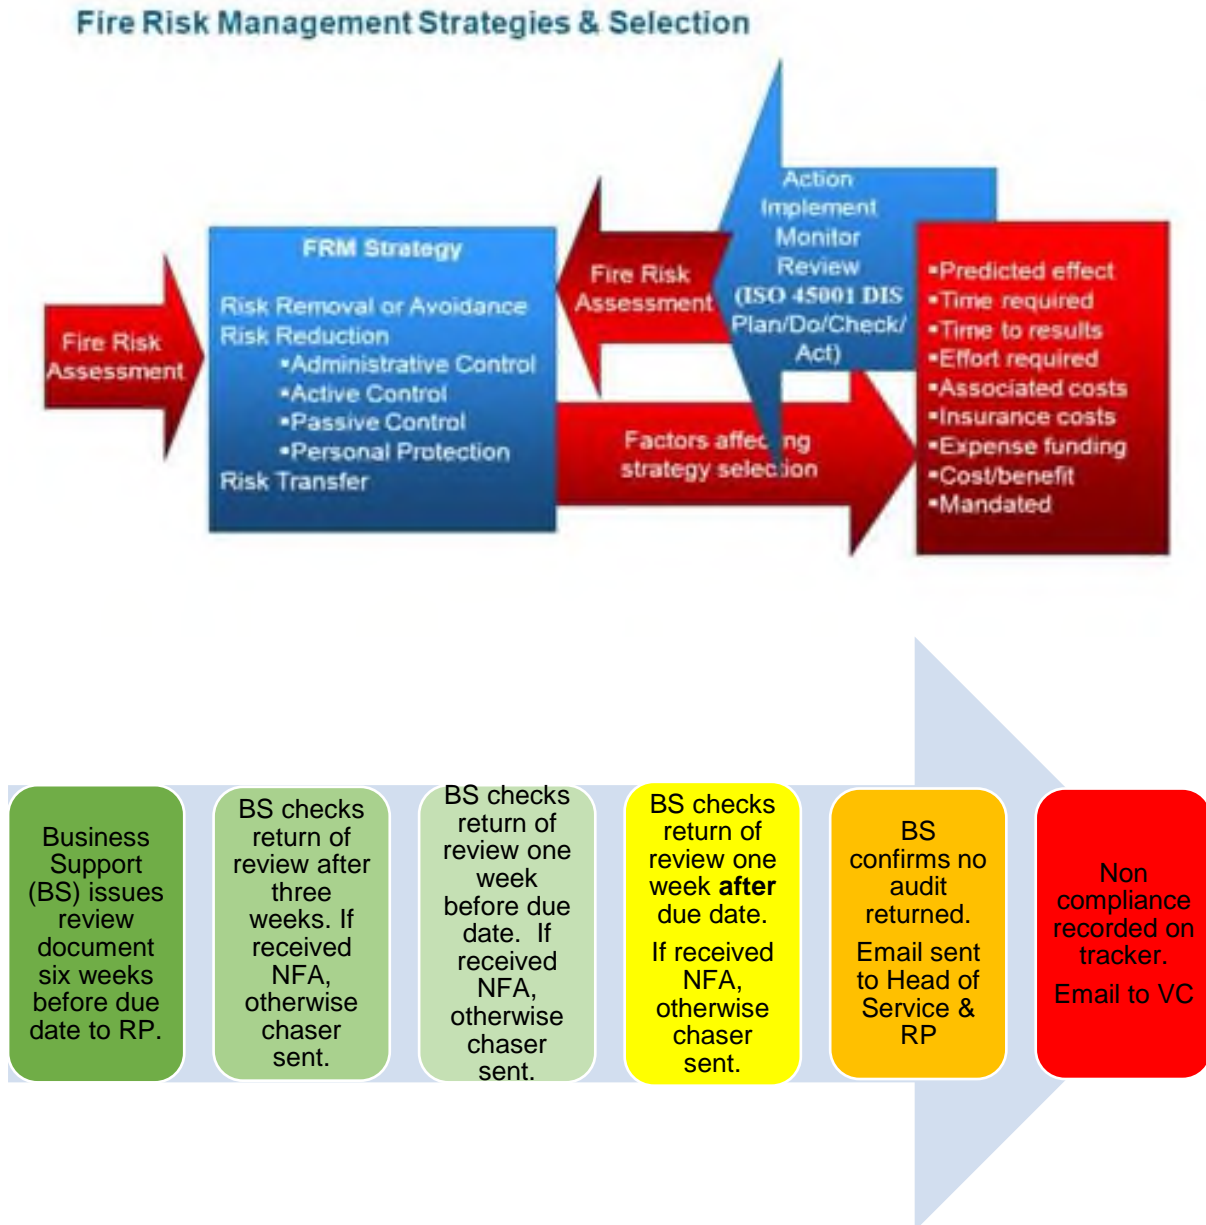 Fire Risk Management Strategies & Selection
Fire Risk
Assessment
FRM Strategy
Risk Removal or Avoidance
Risk Reduction
▪Administrative Control
▪Active Control
▪Passive Control
▪Personal Protection
Risk Transfer
Fire Risk
Assessment
Action
Implement
Monitor
Review
(ISO 45001 DIS
Plan/Do/Check/
Act)
Factors affecting
strategy selection
▪Predicted effect
▪Time required
▪Time to results
▪Effort required
▪Associated costs
▪Insurance costs
▪Expense funding
▪Cost/benefit
▪Mandated
Business
Support
(BS) issues
review
document
six weeks
before due
date to RP.
BS checks
return of
review after
three
weeks. If
received
NFA,
otherwise
chaser
sent.
BS checks
return of
review one
week
before due
date.  If
received
NFA,
otherwise
chaser
sent.
BS checks
return of
review one
week after
due date.
If received
NFA,
otherwise
chaser
sent.
BS
confirms no
audit
returned.
Email sent
to Head of
Service &
RP
Non
compliance
recorded on
tracker.
Email to VC